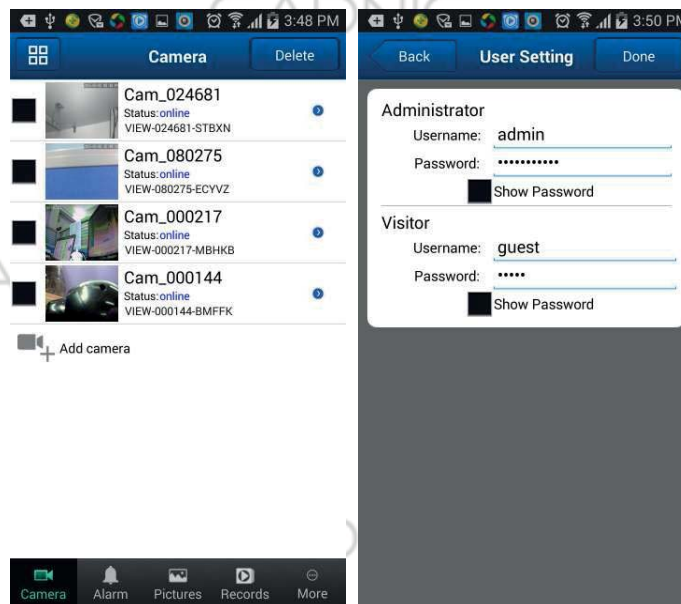 3:48 PM
Camera
Delete
Cam_024681
Status:online
VIEW-024681-STBXN
Cam_080275
Status:online
VIEW-080275-ECYVZ
Cam_000217
Status:online
VIEW-000217-MBHKB
Cam_000144
Status:online
VIEW-000144-BMFFK
Add camera
Camera
Alarm
Pictures
Records
More
3:50 PM
Back
User Setting
Done
Administrator
Username: admin
Password: •••••••••••
Show Password
Visitor
Username: guest
Password: •••••
Show Password